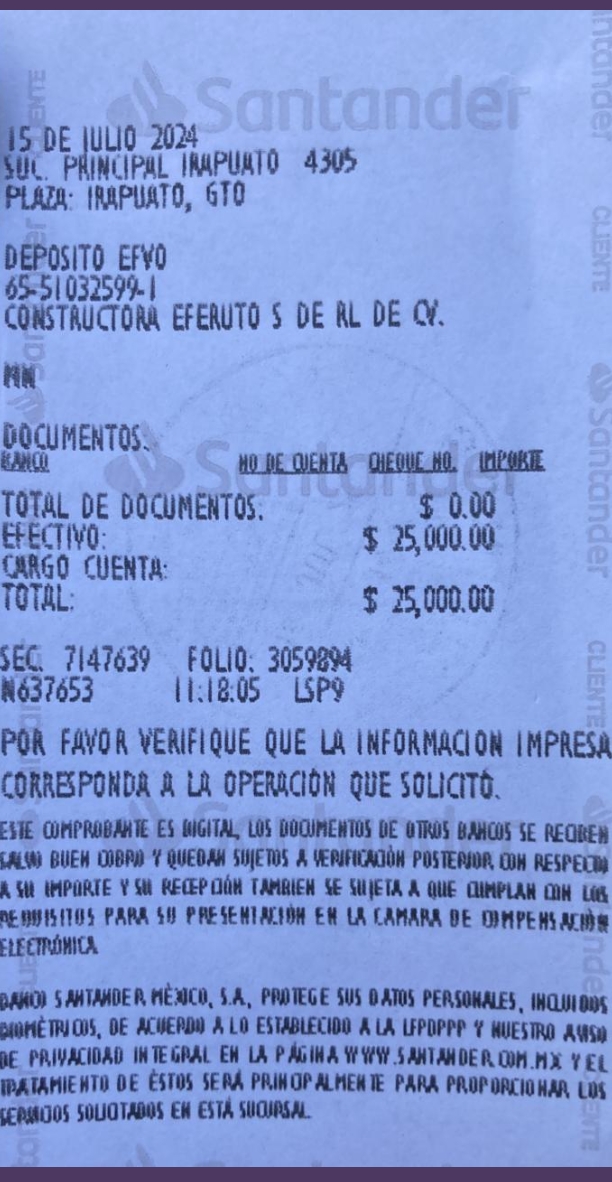 Santander
15 DE JULIO 2024
SUC. PRINCIPAL IRAPUATO 4305
PLAZA: IRAPUATO, GTO
DEPOSITO EFVO
65-51032599-1
CONSTRUCTORA EFERUTO S DE RL DE CV.
MN
DOCUMENTOS:
BANCO NO DE CUENTA CHEQUE NO. IMPORTE
Santander
TOTAL DE DOCUMENTOS: $ 0.00
EFECTIVO: $ 25,000.00
CARGO CUENTA:
TOTAL: $ 25,000.00
SEC. 7147639 FOLIO: 3059894
N637653 11:18:05 LSP9
POR FAVOR VERIFIQUE QUE LA INFORMACION IMPRESA
CORRESPONDA A LA OPERACIÓN QUE SOLICITÓ.
ESTE COMPROBANTE ES DIGITAL, LOS DOCUMENTOS DE OTROS BANCOS SE RECIBEN
SALVO BUEN COBRO Y QUEDAN SUJETOS A VERIFICACIÓN POSTERIOR CON RESPECTO
A SU IMPORTE Y SU RECEPCIÓN TAMBIEN SE SUJETA A QUE CUMPLAN CON LOS
REQUISITOS PARA SU PRESENTACIÓN EN LA CAMARA DE COMPENSACIÓN
ELECTRÓNICA
BANCO SANTANDER MÉXICO, S.A, PROTEGE SUS DATOS PERSONALES, INCLUIDOS
BIOMÉTRICOS, DE ACUERDO A LO ESTABLECIDO A LA LFPDPPP Y NUESTRO AVISO
DE PRIVACIDAD INTEGRAL EN LA PÁGINA WWW.SANTANDER.COM.MX Y EL
TRATAMIENTO DE ÉSTOS SERÁ PRINCIPALMENTE PARA PROPORCIONAR LOS
SERVICIOS SOLICITADOS EN ESTÁ SUCURSAL.
Santander
CLIENTE
Santander
CLIENTE